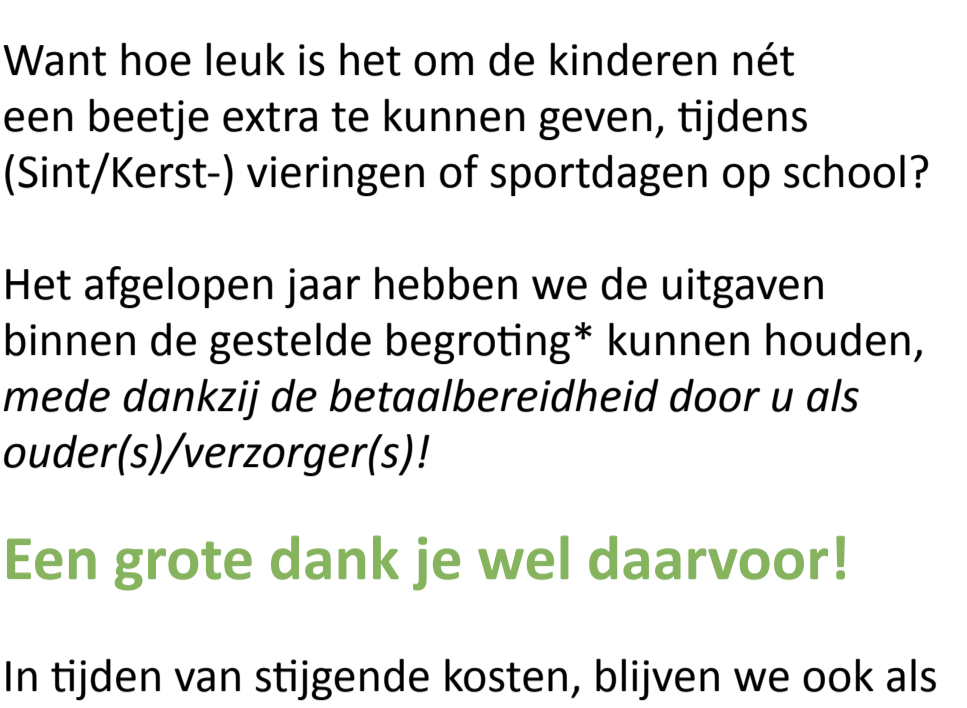 Want hoe leuk is het om de kinderen nét
een beetje extra te kunnen geven, tijdens
(Sint/Kerst-) vieringen of sportdagen op school?
Het afgelopen jaar hebben we de uitgaven
binnen de gestelde begroting* kunnen houden,
mede dankzij de betaalbereidheid door u als
ouder(s)/verzorger(s)!
Een grote dank je wel daarvoor!
In tijden van stijgende kosten, blijven we ook als